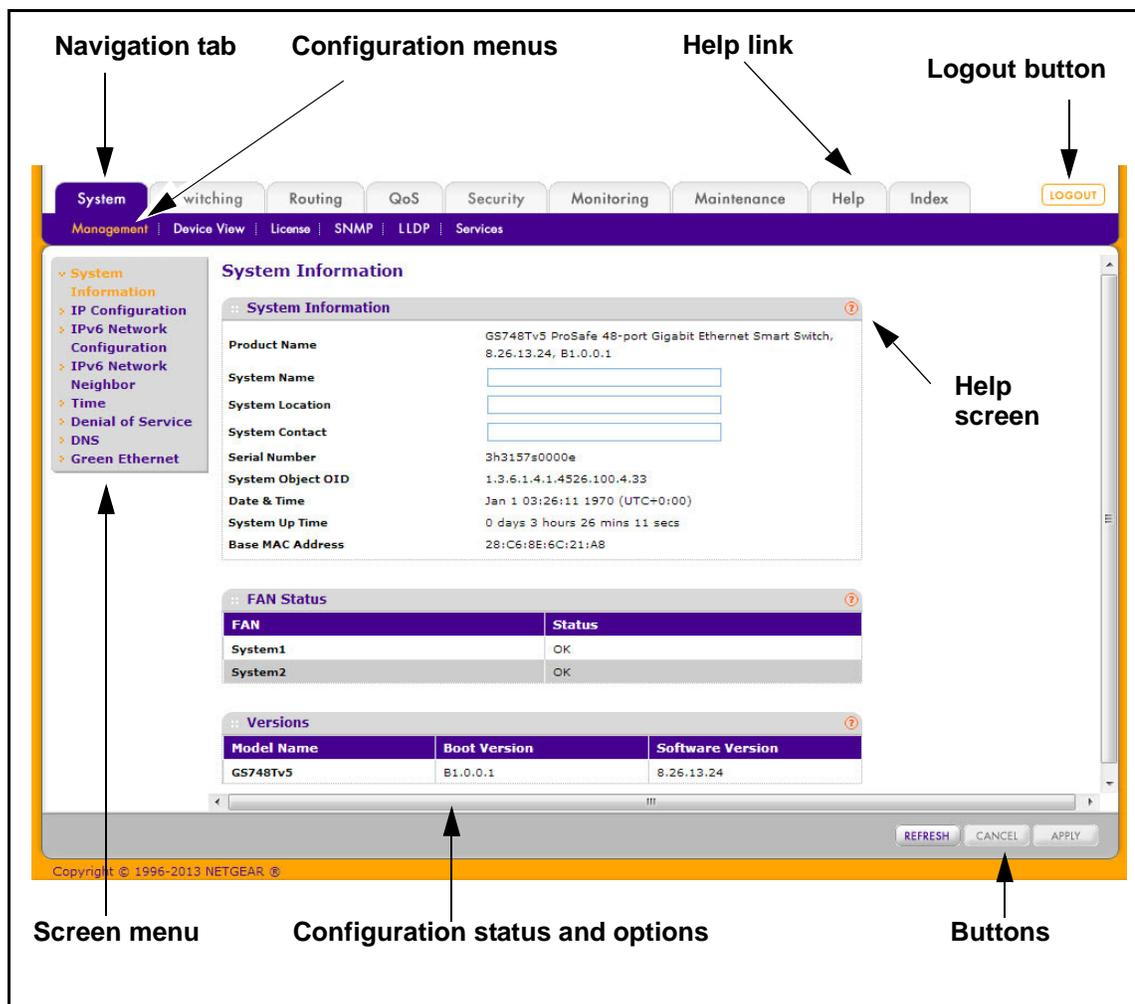 Navigation tab
Configuration menus
Help link
Logout button
System
witching
Routing
QoS
Security
Monitoring
Maintenance
Help
Index
LOGOUT
Management | Device View | License | SNMP | LLDP | Services
System
Information
IP Configuration
IPv6 Network
Configuration
IPv6 Network
Neighbor
Time
Denial of Service
DNS
Green Ethernet
System Information
System Information
?
Product Name
GS748Tv5 ProSafe 48-port Gigabit Ethernet Smart Switch,
8.26.13.24, B1.0.0.1
System Name
System Location
System Contact
Serial Number 3h3157s0000e
System Object OID 1.3.6.1.4.1.4526.100.4.33
Date & Time Jan 1 03:26:11 1970 (UTC+0:00)
System Up Time 0 days 3 hours 26 mins 11 secs
Base MAC Address 28:C6:8E:6C:21:A8
Help
screen
FAN Status
?
FAN Status
System1 OK
System2 OK
Versions
?
Model Name Boot Version Software Version
GS748Tv5 B1.0.0.1 8.26.13.24
REFRESH CANCEL APPLY
Copyright © 1996-2013 NETGEAR ®
Screen menu
Configuration status and options
Buttons